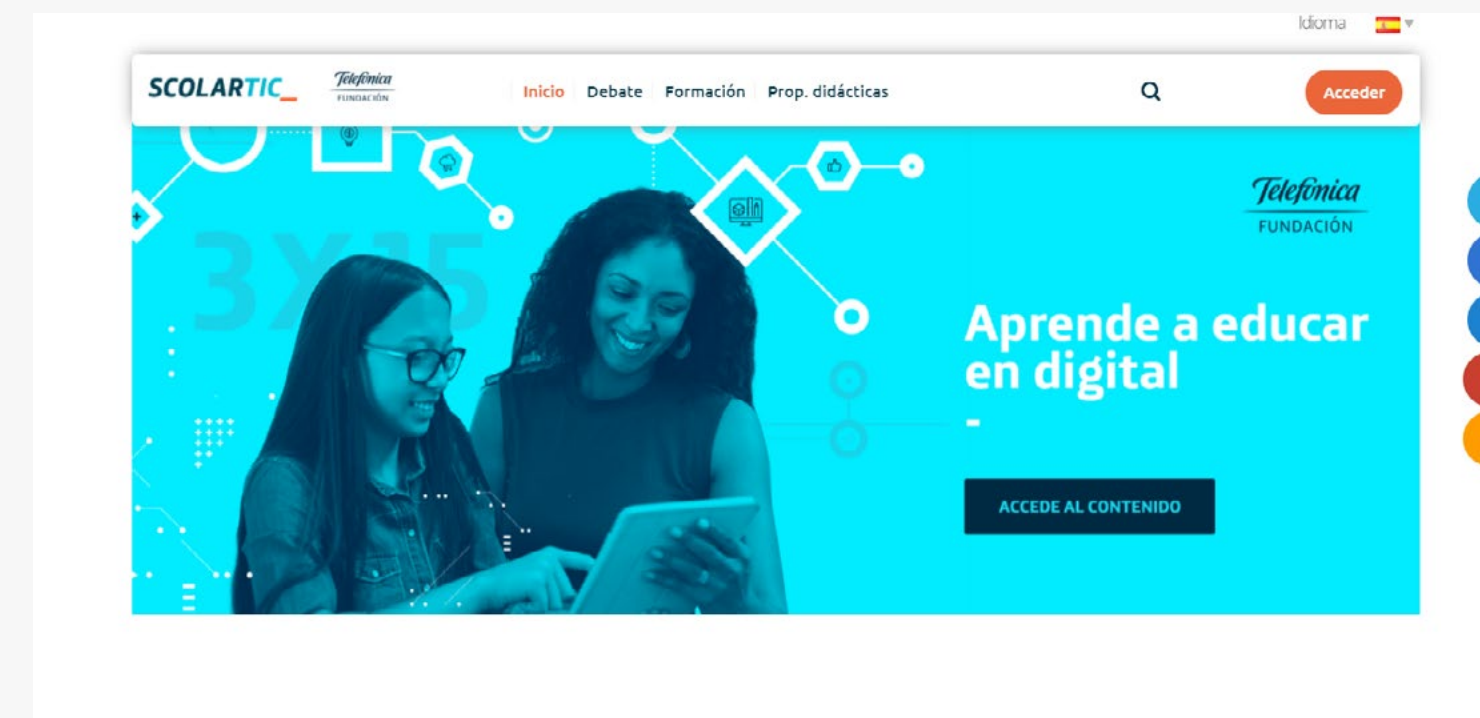 Idioma
SCOLARTIC_
Telefónica
FUNDACIÓN
Inicio Debate Formación Prop. didácticas
Acceder
3X15
Telefónica
FUNDACIÓN
Aprende a educar
en digital
ACCEDE AL CONTENIDO